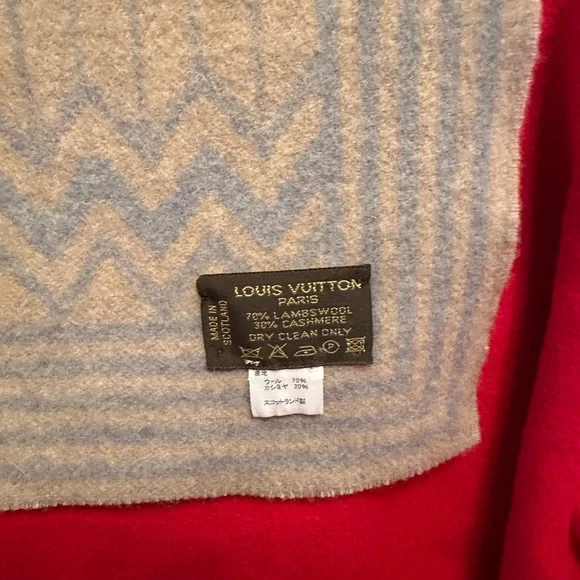 LOUIS VUITTON
PARIS
70% LAMBSWOOL
30% CASHMERE
DRY CLEAN ONLY
MADE IN
SCOTLAND
P
ウール 70%
カシミヤ 30%
スコットランド製